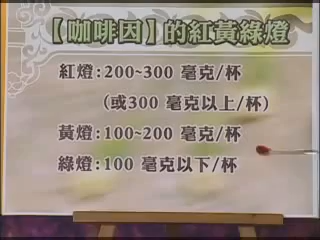 【咖啡因】的紅黃綠燈
紅燈:200~300 毫克/杯
(或300 毫克以上/杯)
黃燈:100~200 毫克/杯
綠燈:100 毫克以下/杯